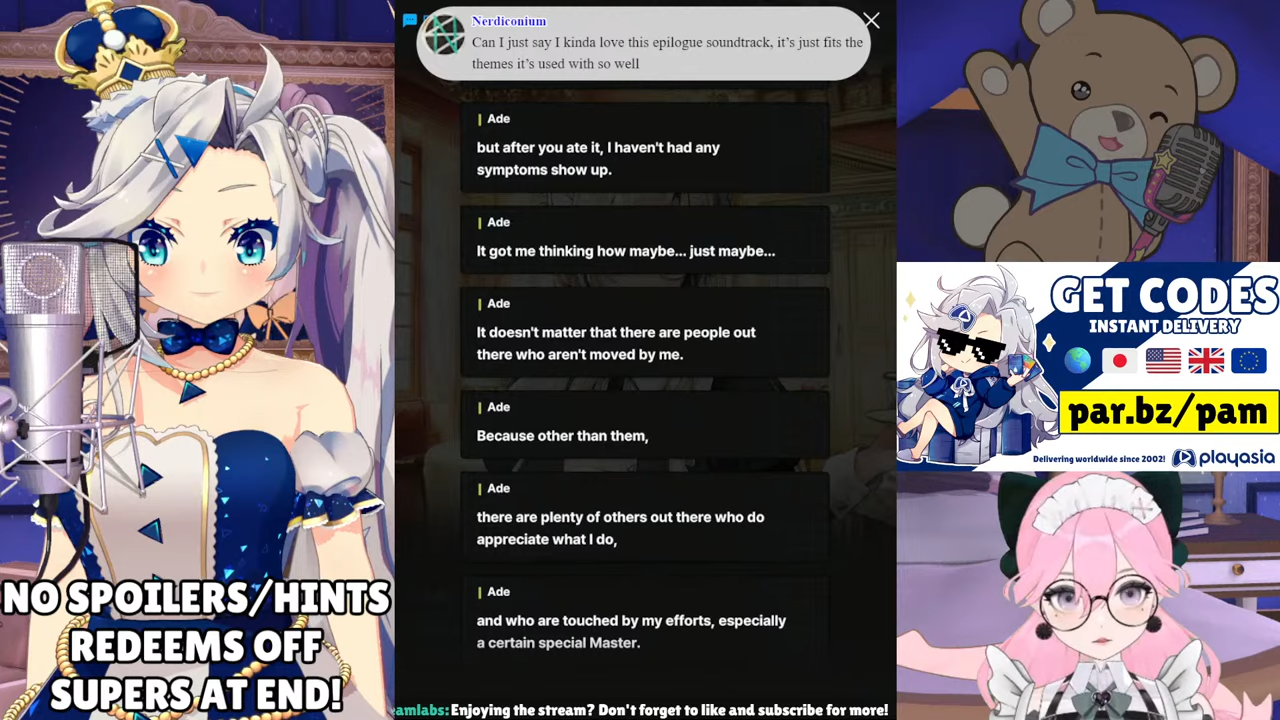 Nerdiconium
Can I just say I kinda love this epilogue soundtrack, it's just fits the
themes it's used with so well
Ade
but after you ate it, I haven't had any
symptoms show up.
Ade
It got me thinking how maybe... just maybe...
Ade
It doesn't matter that there are people out
there who aren't moved by me.
Ade
Because other than them,
Ade
there are plenty of others out there who do
appreciate what I do,
Ade
and who are touched by my efforts, especially
a certain special Master.
NO SPOILERS/HINTS
REDEEMS OFF
SUPERS AT END!
GET CODES
INSTANT DELIVERY
par.bz/pam
Delivering worldwide since 2002! playasia
amlabs: Enjoying the stream? Don't forget to like and subscribe for more!